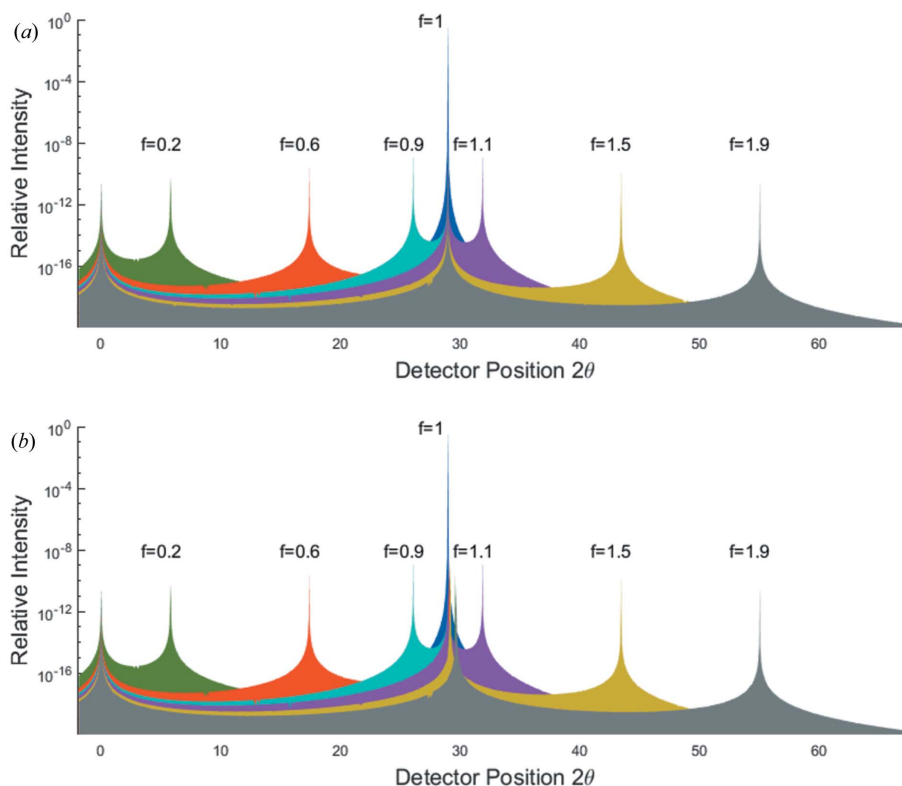 (a)
f=1
f=0.2 f=0.6 f=0.9 f=1.1 f=1.5 f=1.9
Relative Intensity
10^0
10^-4
10^-8
10^-12
10^-16
0 10 20 30 40 50 60
Detector Position 2θ
(b)
f=1
f=0.2 f=0.6 f=0.9 f=1.1 f=1.5 f=1.9
Relative Intensity
10^0
10^-4
10^-8
10^-12
10^-16
0 10 20 30 40 50 60
Detector Position 2θ